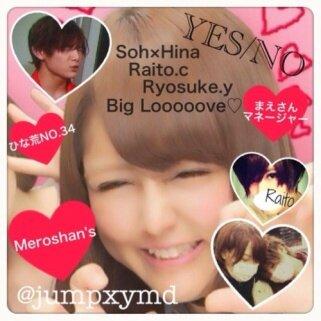 YES/NO
Soh×Hina
Raito.c
Ryosuke.y
Big Looooove♡
まえさん
マネージャー
ひな荒NO.34
Raito
Meroshan's
@jumpxymd